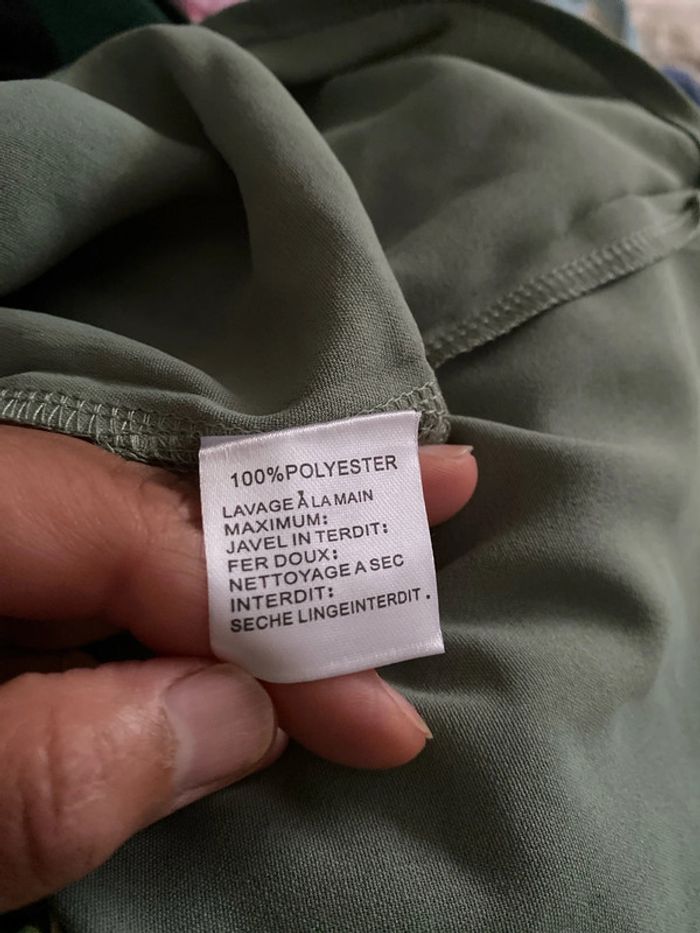 100%POLYESTER
LAVAGE À LA MAIN
MAXIMUM:
JAVEL IN TERDIT:
FER DOUX:
NETTOYAGE A SEC
INTERDIT:
SECHE LINGEINTERDIT.